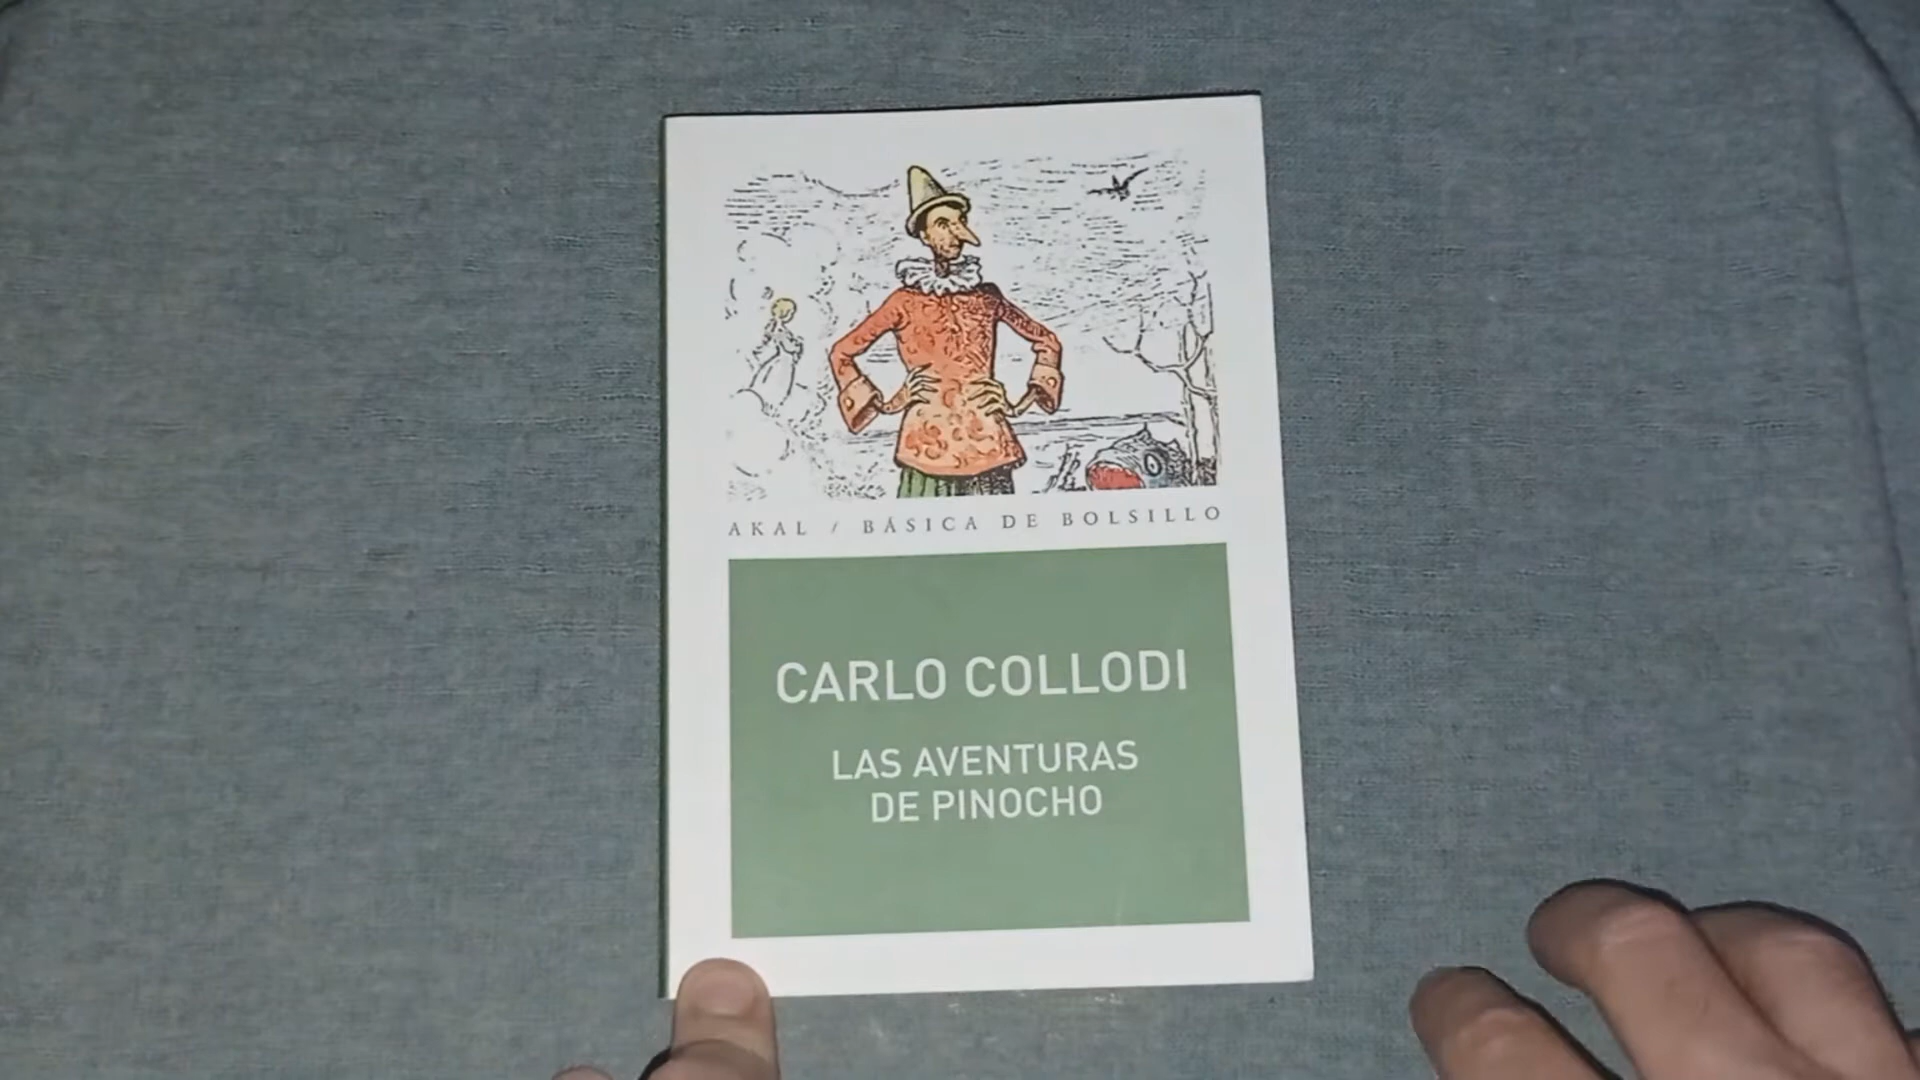 AKAL / BÁSICA DE BOLSILLO
CARLO COLLODI
LAS AVENTURAS
DE PINOCHO